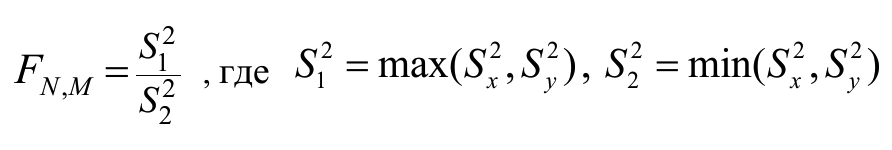 F_{N,M} = \frac{S_1^2}{S_2^2} , где S_1^2 = max(S_x^2, S_y^2), S_2^2 = min(S_x^2, S_y^2)